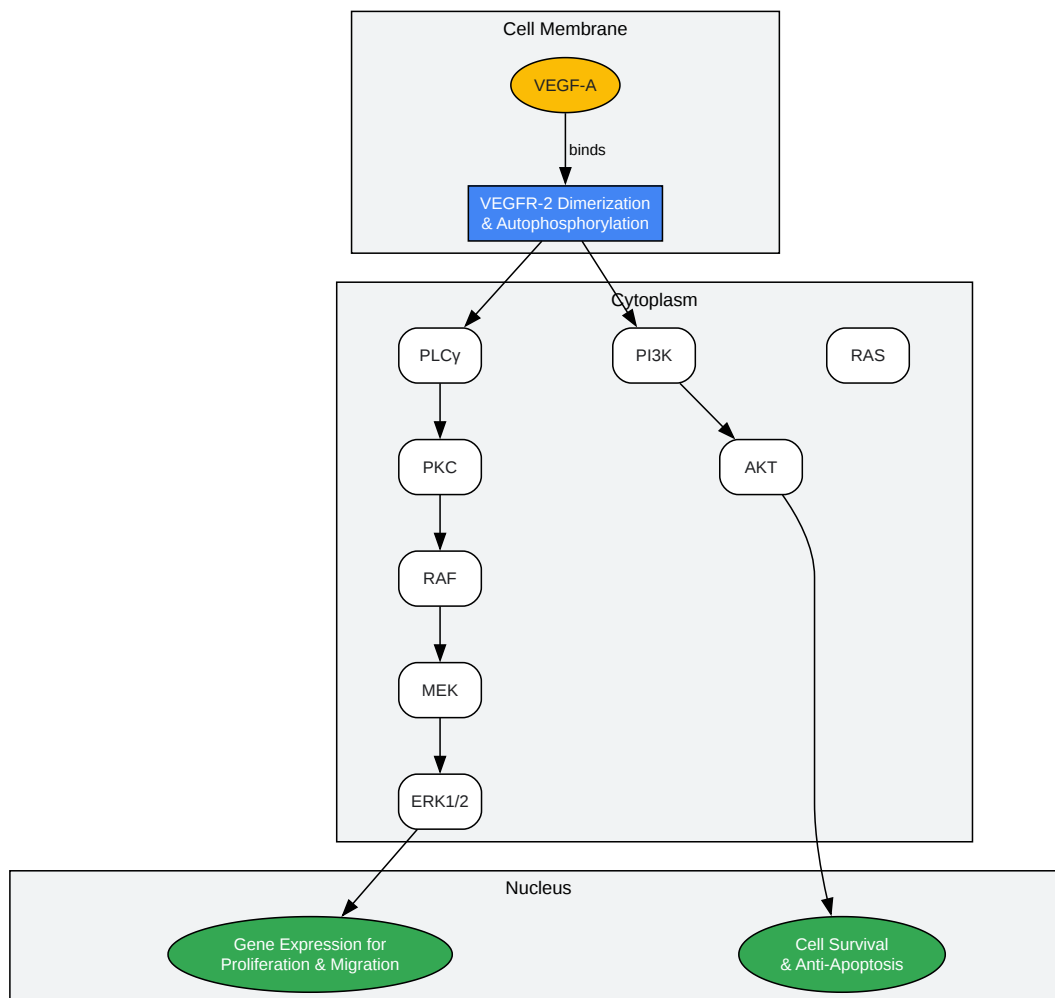 Cell Membrane
VEGF-A
binds
VEGFR-2 Dimerization
& Autophosphorylation
Cytoplasm
PLCγ
PI3K
RAS
PKC
AKT
RAF
MEK
ERK1/2
Nucleus
Gene Expression for
Proliferation & Migration
Cell Survival
& Anti-Apoptosis